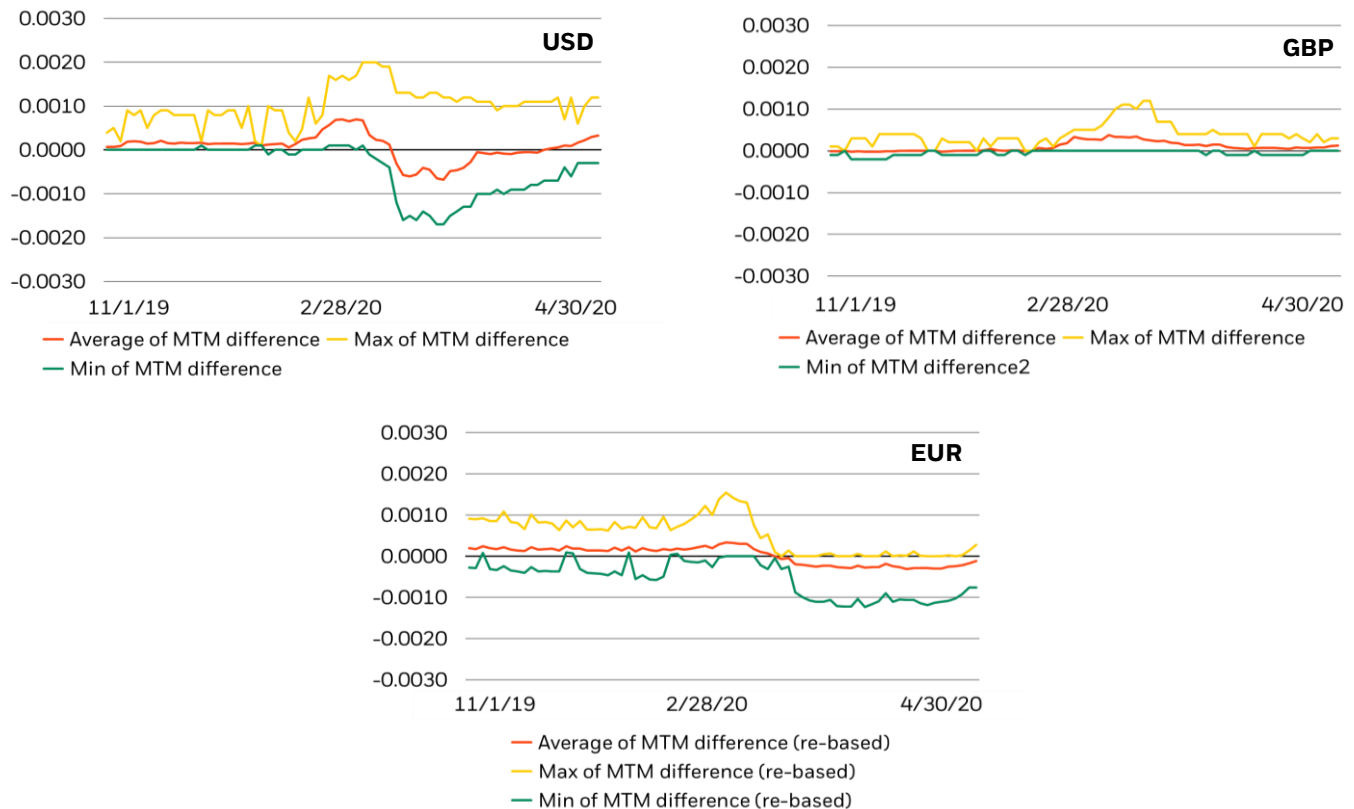 USD
0.0030
0.0020
0.0010
0.0000
-0.0010
-0.0020
-0.0030
11/1/19 2/28/20 4/30/20
Average of MTM difference Max of MTM difference
Min of MTM difference
GBP
0.0030
0.0020
0.0010
0.0000
-0.0010
-0.0020
-0.0030
11/1/19 2/28/20 4/30/20
Average of MTM difference Max of MTM difference
Min of MTM difference2
EUR
0.0030
0.0020
0.0010
0.0000
-0.0010
-0.0020
-0.0030
11/1/19 2/28/20 4/30/20
Average of MTM difference (re-based)
Max of MTM difference (re-based)
Min of MTM difference (re-based)